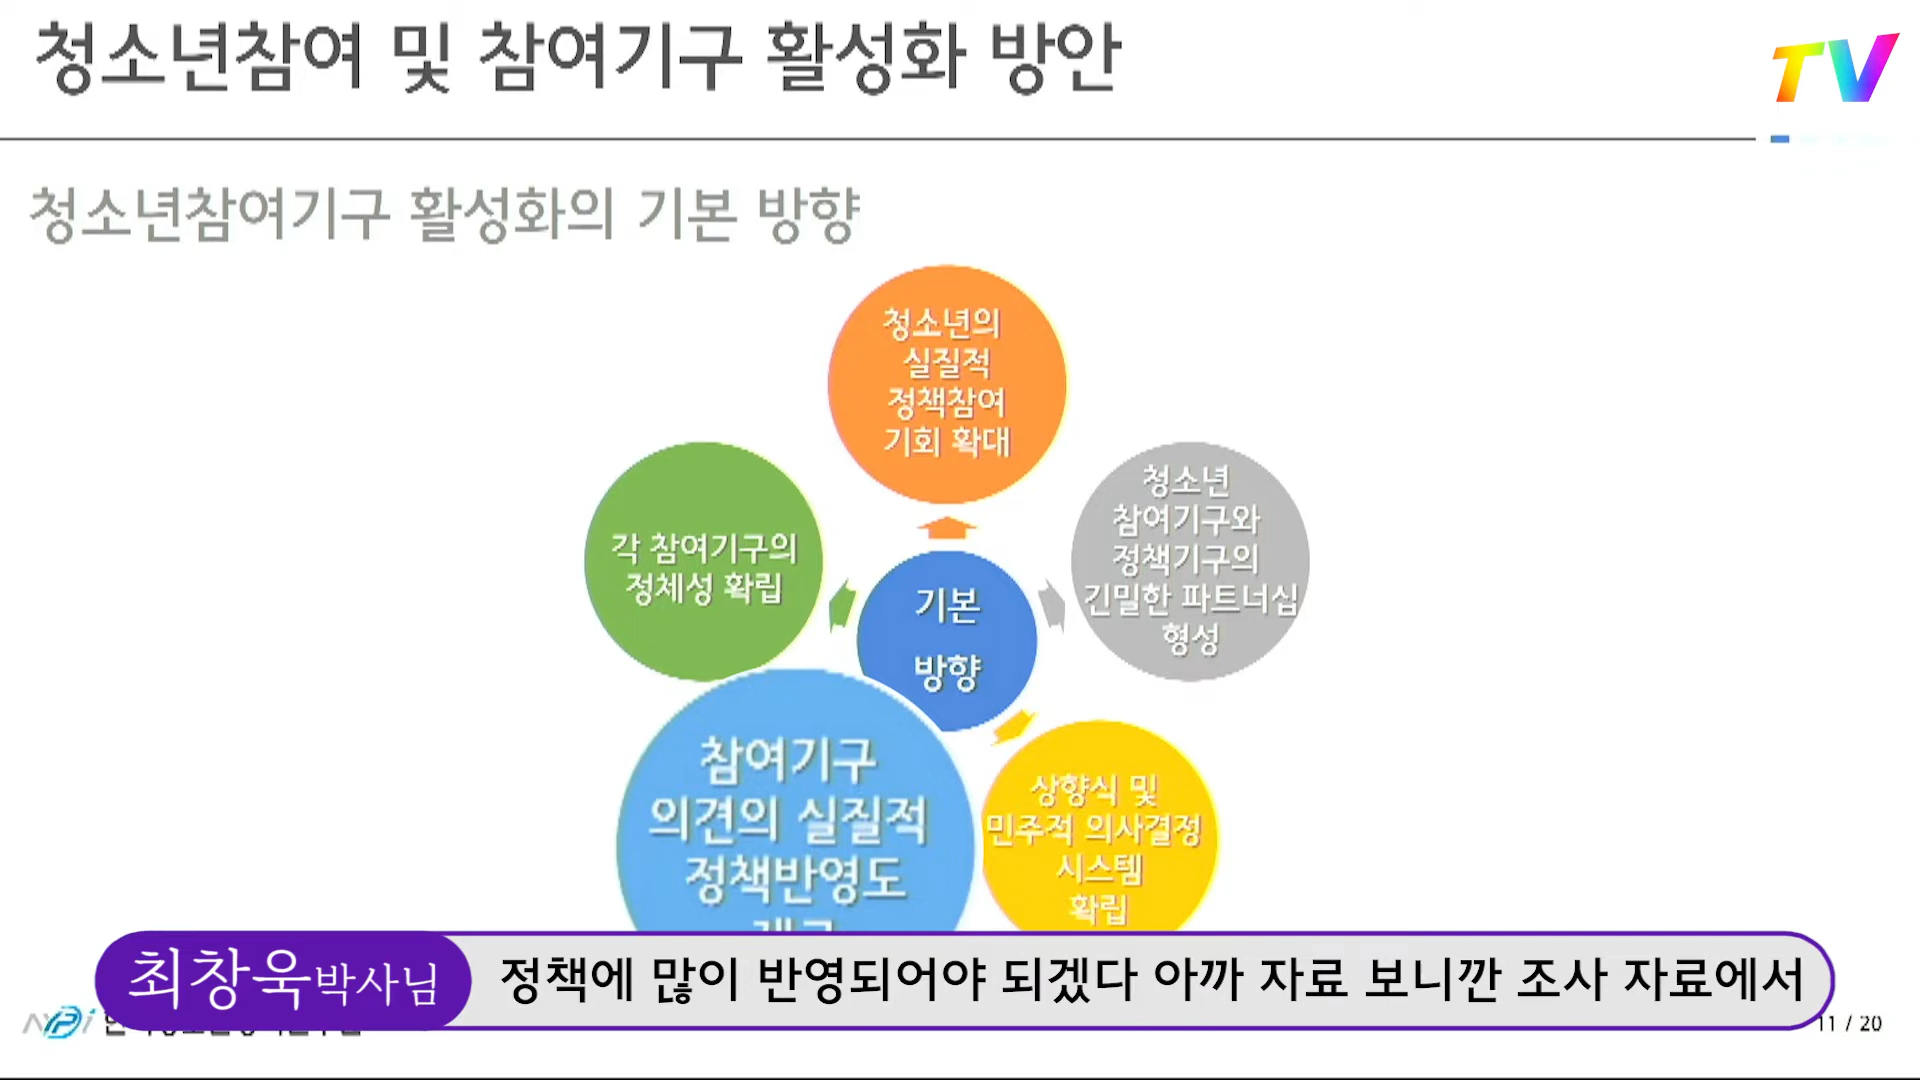 청소년참여 및 참여기구 활성화 방안
TV
청소년참여기구 활성화의 기본 방향
청소년의
실질적
정책참여
기회 확대
각 참여기구의
정체성 확립
청소년
참여기구와
정책기구의
긴밀한 파트너십
형성
기본
방향
참여기구
의견의 실질적
정책반영도
상향식 및
민주적 의사결정
시스템
확립
최창욱박사님
정책에 많이 반영되어야 되겠다 아까 자료 보니깐 조사 자료에서
11 / 20